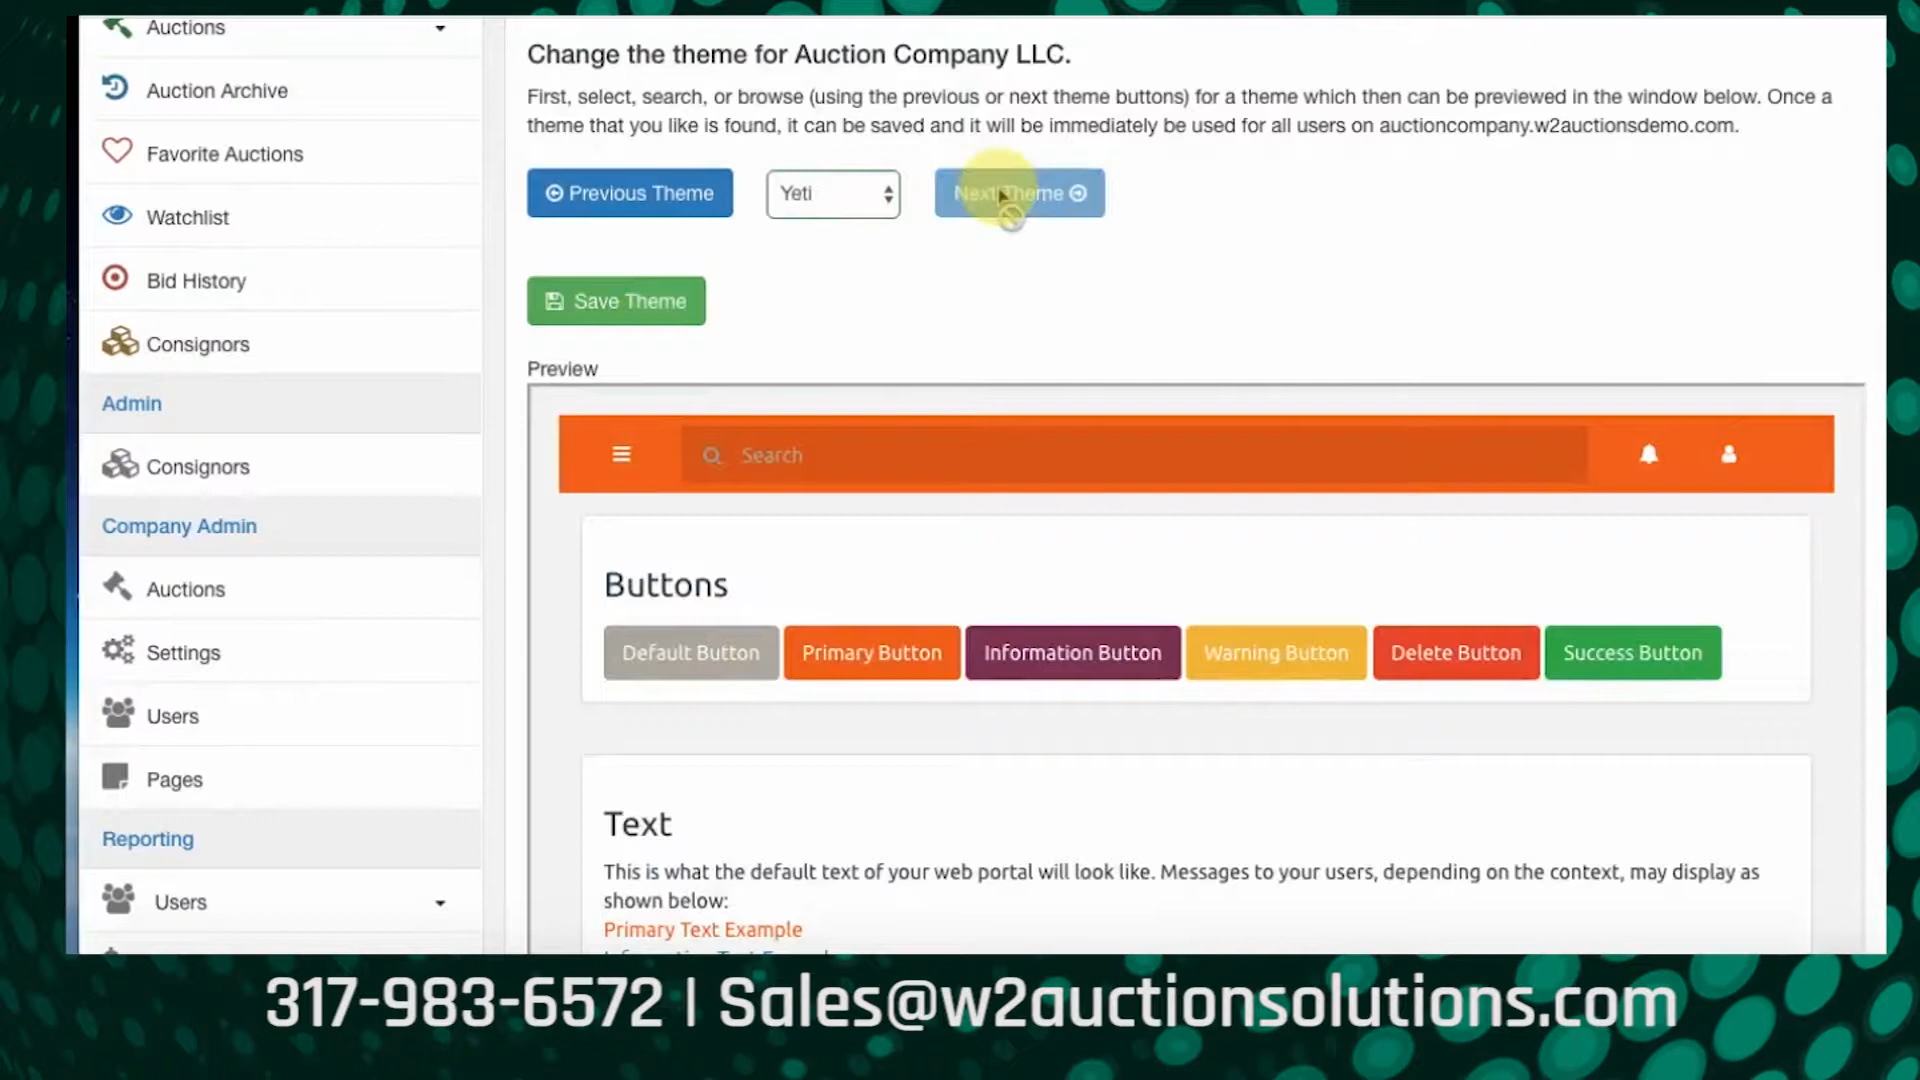 Auctions
Auction Archive
Favorite Auctions
Watchlist
Bid History
Consignors
Admin
Consignors
Company Admin
Auctions
Settings
Users
Pages
Reporting
Users
Change the theme for Auction Company LLC.
First, select, search, or browse (using the previous or next theme buttons) for a theme which then can be previewed in the window below. Once a
theme that you like is found, it can be saved and it will be immediately be used for all users on auctioncompany.w2auctionsdemo.com.
Previous Theme
Yeti
Next Theme
Save Theme
Preview
Search
Buttons
Default Button Primary Button Information Button Warning Button Delete Button Success Button
Text
This is what the default text of your web portal will look like. Messages to your users, depending on the context, may display as
shown below:
Primary Text Example
317-983-6572 | Sales@w2auctionsolutions.com